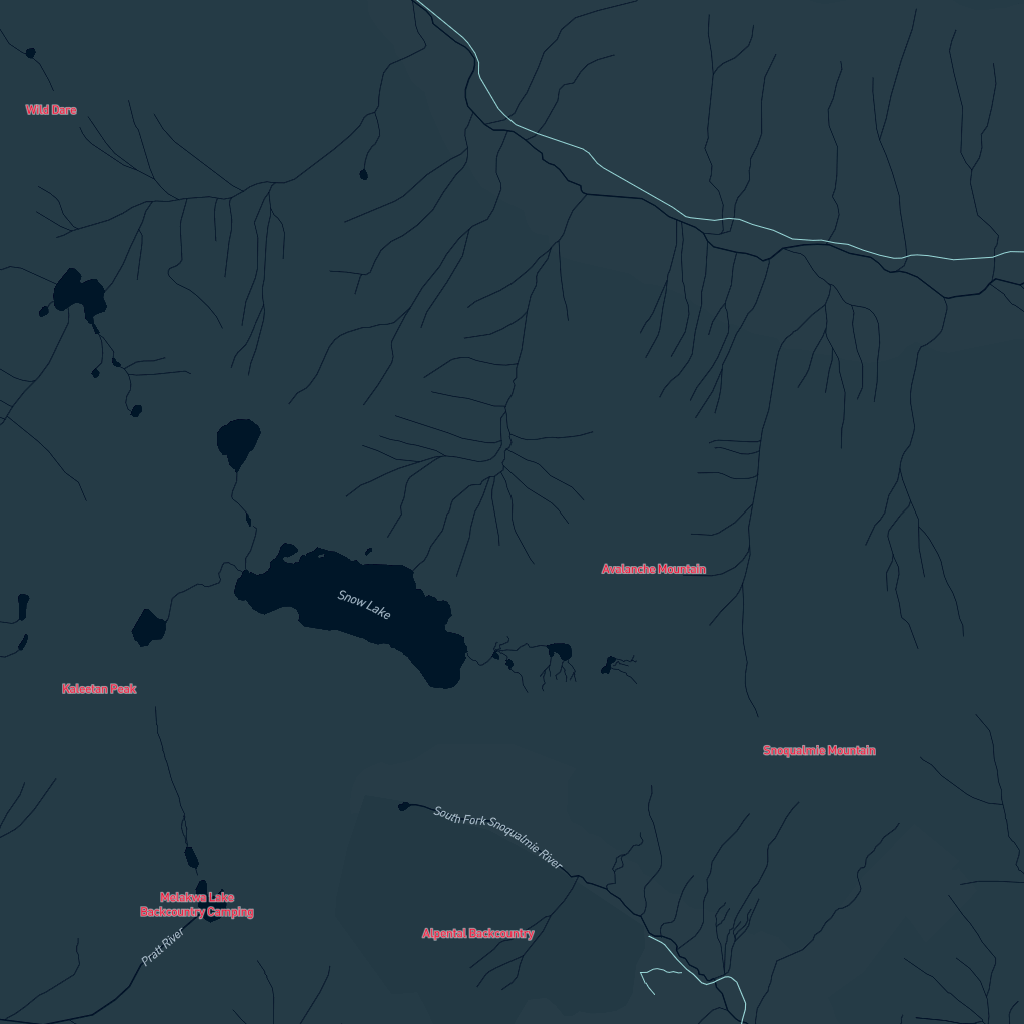 Wild Dare
Avalanche Mountain
Snow Lake
Kaleetan Peak
Snoqualmie Mountain
South Fork Snoqualmie River
Melakwa Lake
Backcountry Camping
Alpental Backcountry
Pratt River